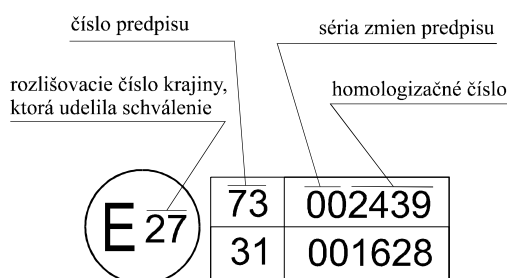 číslo predpisu
séria zmien predpisu
rozlišovacie číslo krajiny,
ktorá udelila schválenie
homologizačné číslo
E 27
73 002439
31 001628